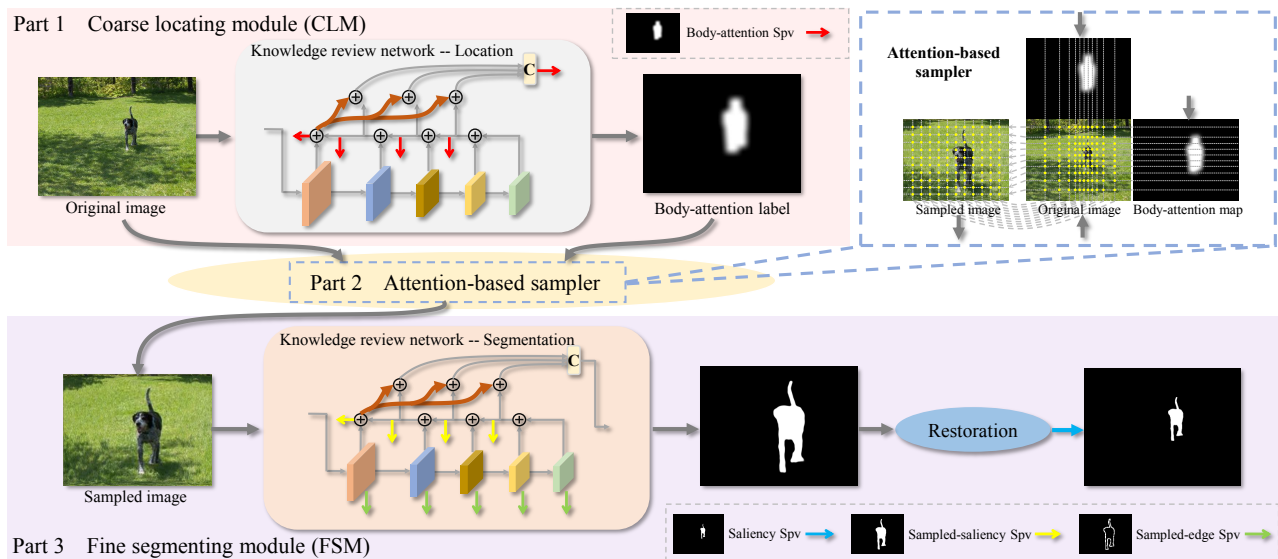 Part 1 Coarse locating module (CLM)
Knowledge review network -- Location
C
Original image
Body-attention Spv
Body-attention label
Attention-based
sampler
Sampled image
Original image
Body-attention map
Part 2 Attention-based sampler
Knowledge review network -- Segmentation
C
Sampled image
Restoration
Part 3 Fine segmenting module (FSM)
Saliency Spv
Sampled-saliency Spv
Sampled-edge Spv